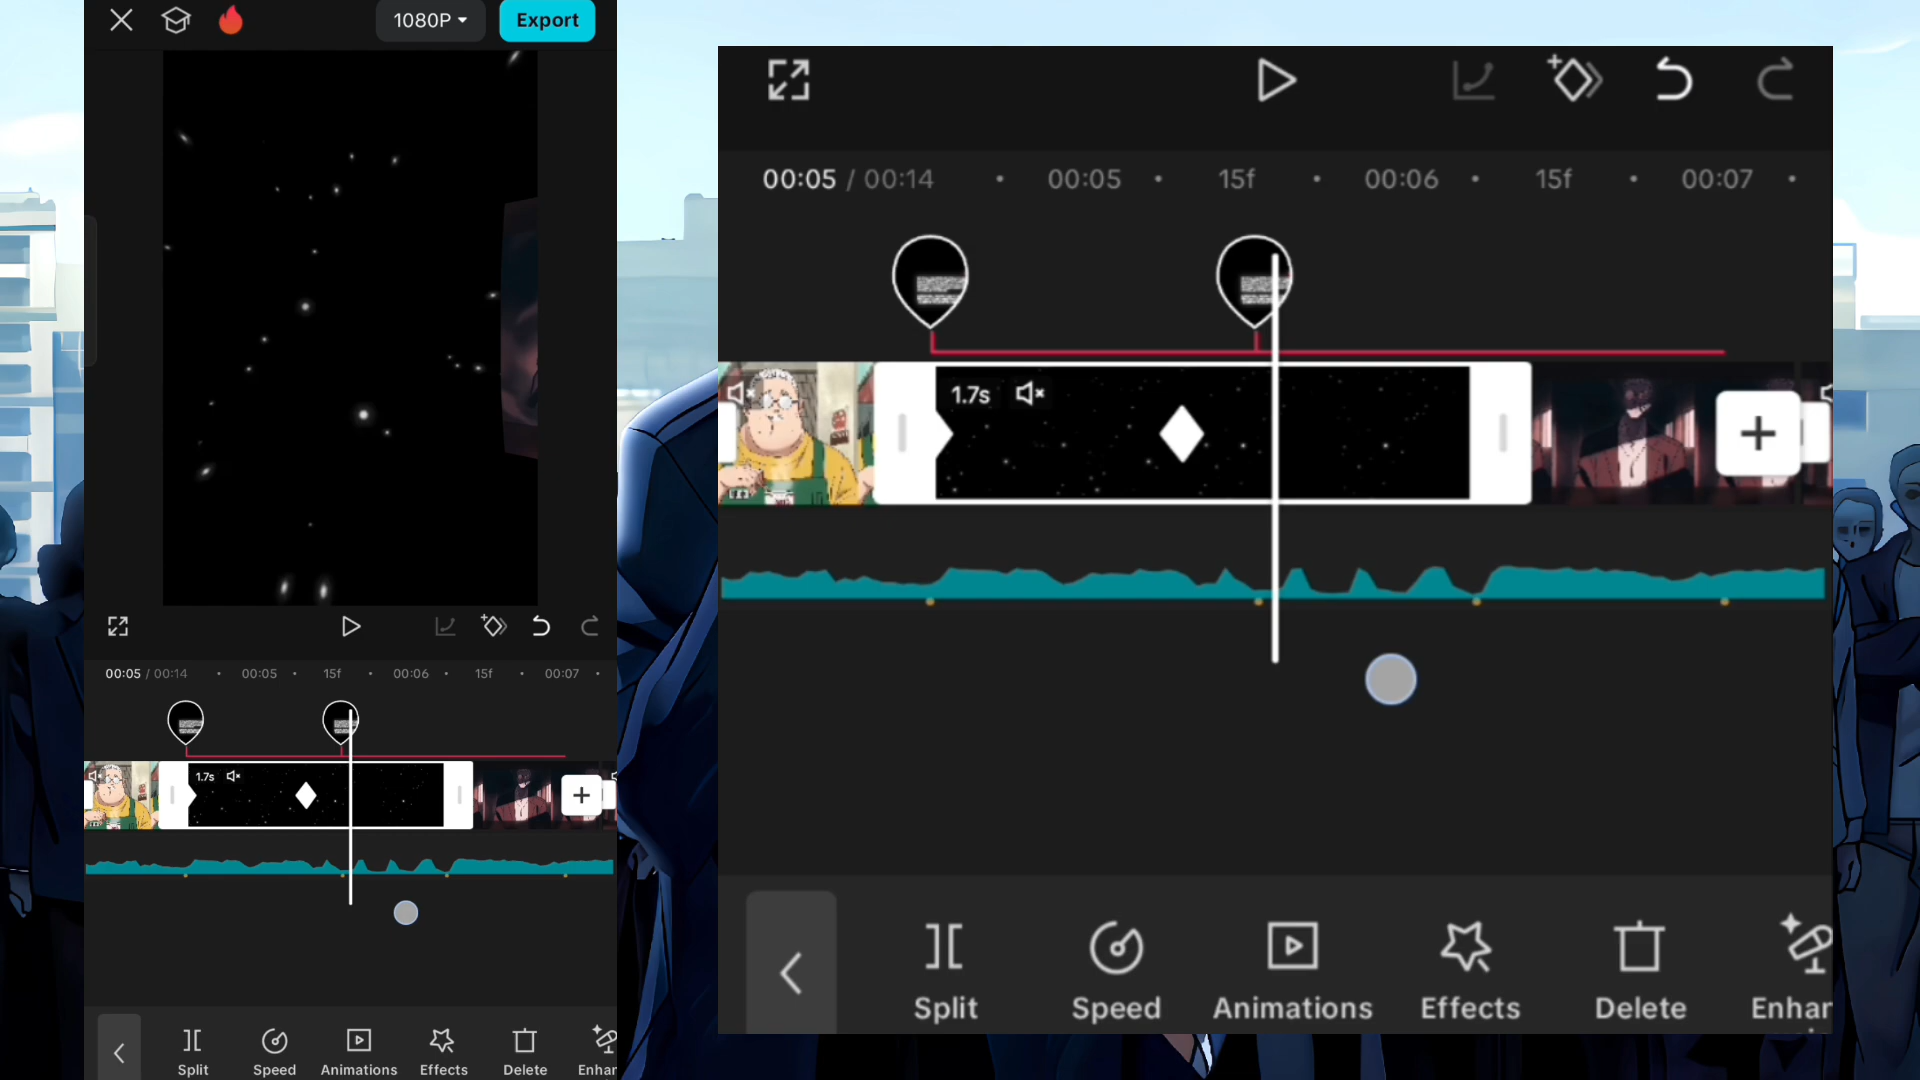 1080P
Export
00:05 / 00:14
00:05
15f
00:06
15f
00:07
1.7s
Split
Speed
Animations
Effects
Delete
Enhar
00:05 / 00:14
00:05
15f
00:06
15f
00:07
1.7s
Split
Speed
Animations
Effects
Delete
Enhar